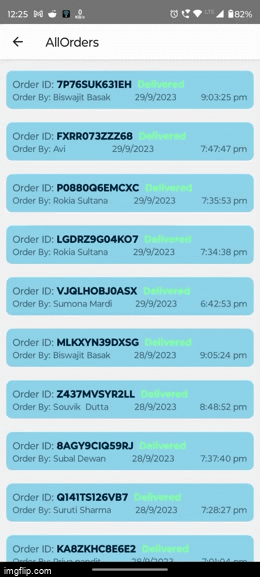 12:25 0 KB/s LTE 82%
AllOrders
Order ID: 7P76SUK631EH Delivered
Order By: Biswajit Basak 29/9/2023 9:03:25 pm
Order ID: FXRR073ZZZ68 Delivered
Order By: Avi 29/9/2023 7:47:47 pm
Order ID: P0880Q6EMCXC Delivered
Order By: Rokia Sultana 29/9/2023 7:35:53 pm
Order ID: LGDRZ9G04KO7 Delivered
Order By: Rokia Sultana 29/9/2023 7:34:38 pm
Order ID: VJQLHOBJ0ASX Delivered
Order By: Sumona Mardi 29/9/2023 6:42:53 pm
Order ID: MLKXYN39DXSG Delivered
Order By: Biswajit Basak 28/9/2023 9:05:24 pm
Order ID: Z437MVSYR2LL Delivered
Order By: Souvik Dutta 28/9/2023 8:48:52 pm
Order ID: 8AGY9CIQ59RJ Delivered
Order By: Subal Dewan 28/9/2023 7:37:40 pm
Order ID: Q141TS126VB7 Delivered
Order By: Suruti Sharma 28/9/2023 7:28:27 pm
Order ID: KA8ZKHC8E6E2 Delivered
Order By: Priya pandit 28/9/2023 7:01:04 pm
imgflip.com